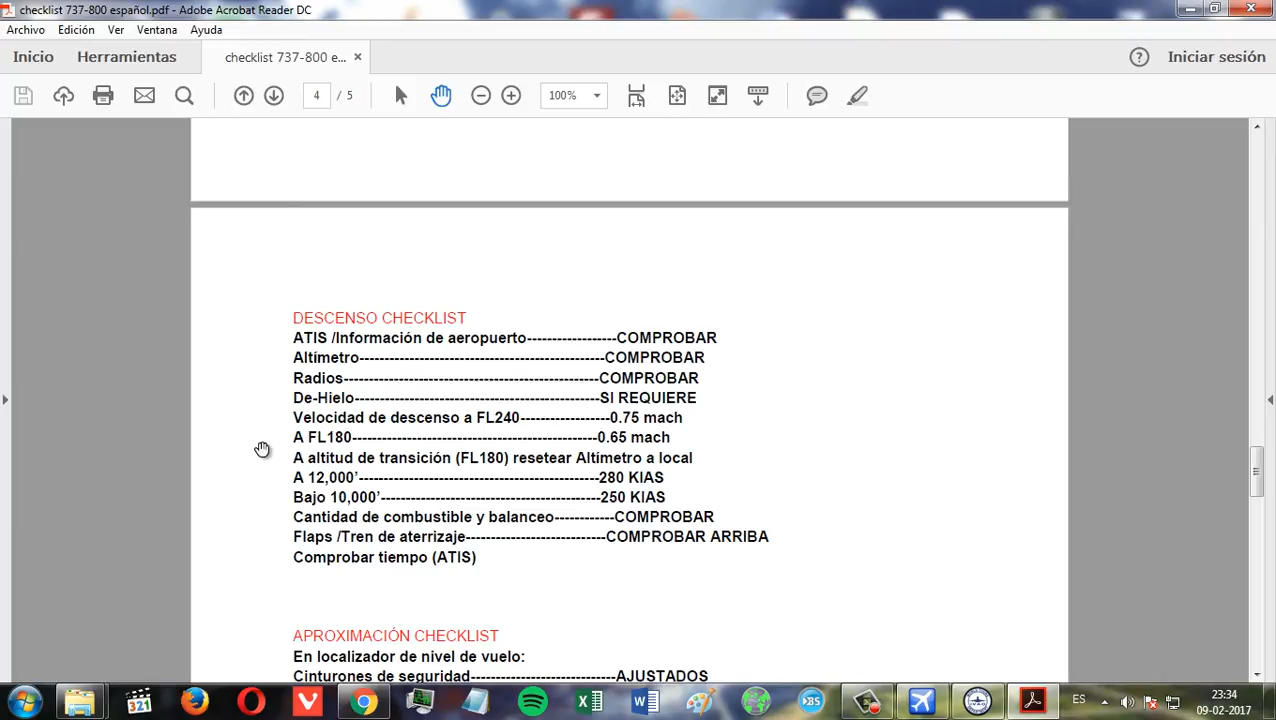 checklist 737-800 español.pdf - Adobe Acrobat Reader DC
Archivo Edición Ver Ventana Ayuda
Inicio Herramientas checklist 737-800 e... × ? Iniciar sesión
4 / 5 100%
DESCENSO CHECKLIST
ATIS /Información de aeropuerto------------------COMPROBAR
Altímetro-------------------------------------------------COMPROBAR
Radios---------------------------------------------------COMPROBAR
De-Hielo-------------------------------------------------SI REQUIERE
Velocidad de descenso a FL240------------------0.75 mach
A FL180-------------------------------------------------0.65 mach
A altitud de transición (FL180) resetear Altímetro a local
A 12,000’------------------------------------------------280 KIAS
Bajo 10,000’--------------------------------------------250 KIAS
Cantidad de combustible y balanceo------------COMPROBAR
Flaps /Tren de aterrizaje----------------------------COMPROBAR ARRIBA
Comprobar tiempo (ATIS)
APROXIMACIÓN CHECKLIST
En localizador de nivel de vuelo:
Cinturones de seguridad-----------------------------AJUSTADOS
321
ES
23:34
09-02-2017